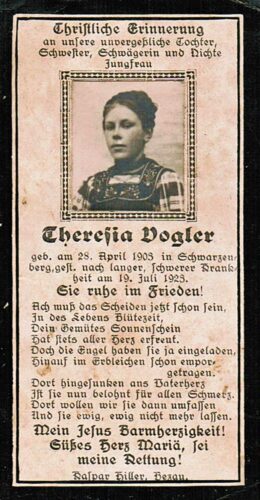 Christliche Erinnerung
an unsere unvergeßliche Tochter,
Schwester, Schwägerin und Nichte
Jungfrau
Theresia Vogler
geb. am 28. April 1903 in Schwarzen-
berg, gest. nach langer, schwerer Krank-
heit am 19. Juli 1925.
Sie ruhe im Frieden!
Ach muß das Scheiden jetzt schon sein,
In des Lebens Blütezeit,
Dein Gemütes Sonnenschein
Hat stets aller Herz erfreut.
Doch die Engel haben sie ja eingeladen,
Hinauf im Erbleichen schon empor-
getragen.
Dort hingesunken ans Vaterherz
Ist sie nun belohnt für allen Schmerz.
Dort wollen wir sie dann umfassen
Und sie ewig, ewig nicht mehr lassen.
Mein Jesus Barmherzigkeit!
Süßes Herz Mariä, sei
meine Rettung!
Kaspar Hiller, Bezau.